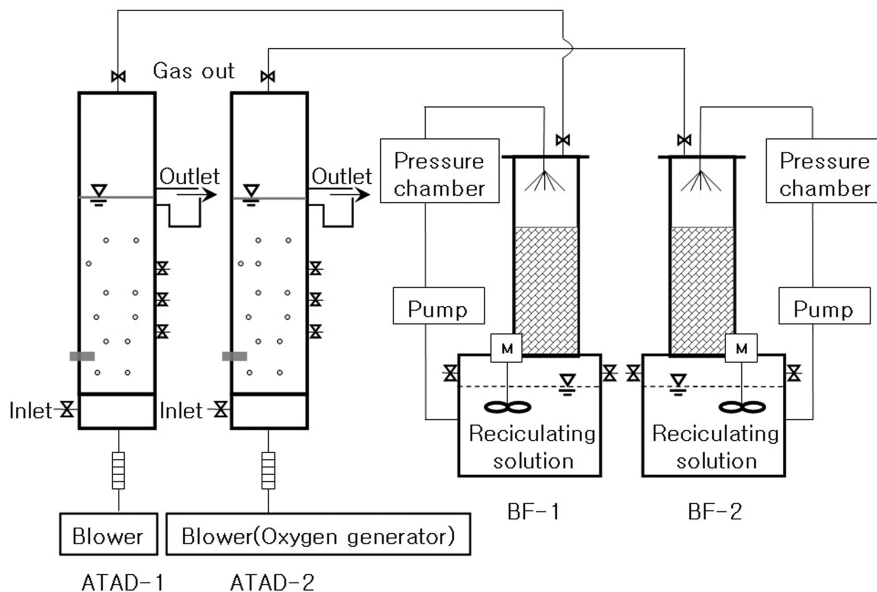 Gas out
Outlet
Outlet
Pressure
chamber
Pressure
chamber
Pump
Pump
M
M
Inlet
Inlet
Reciculating
solution
Reciculating
solution
BF-1
BF-2
Blower
Blower(Oxygen generator)
ATAD-1
ATAD-2